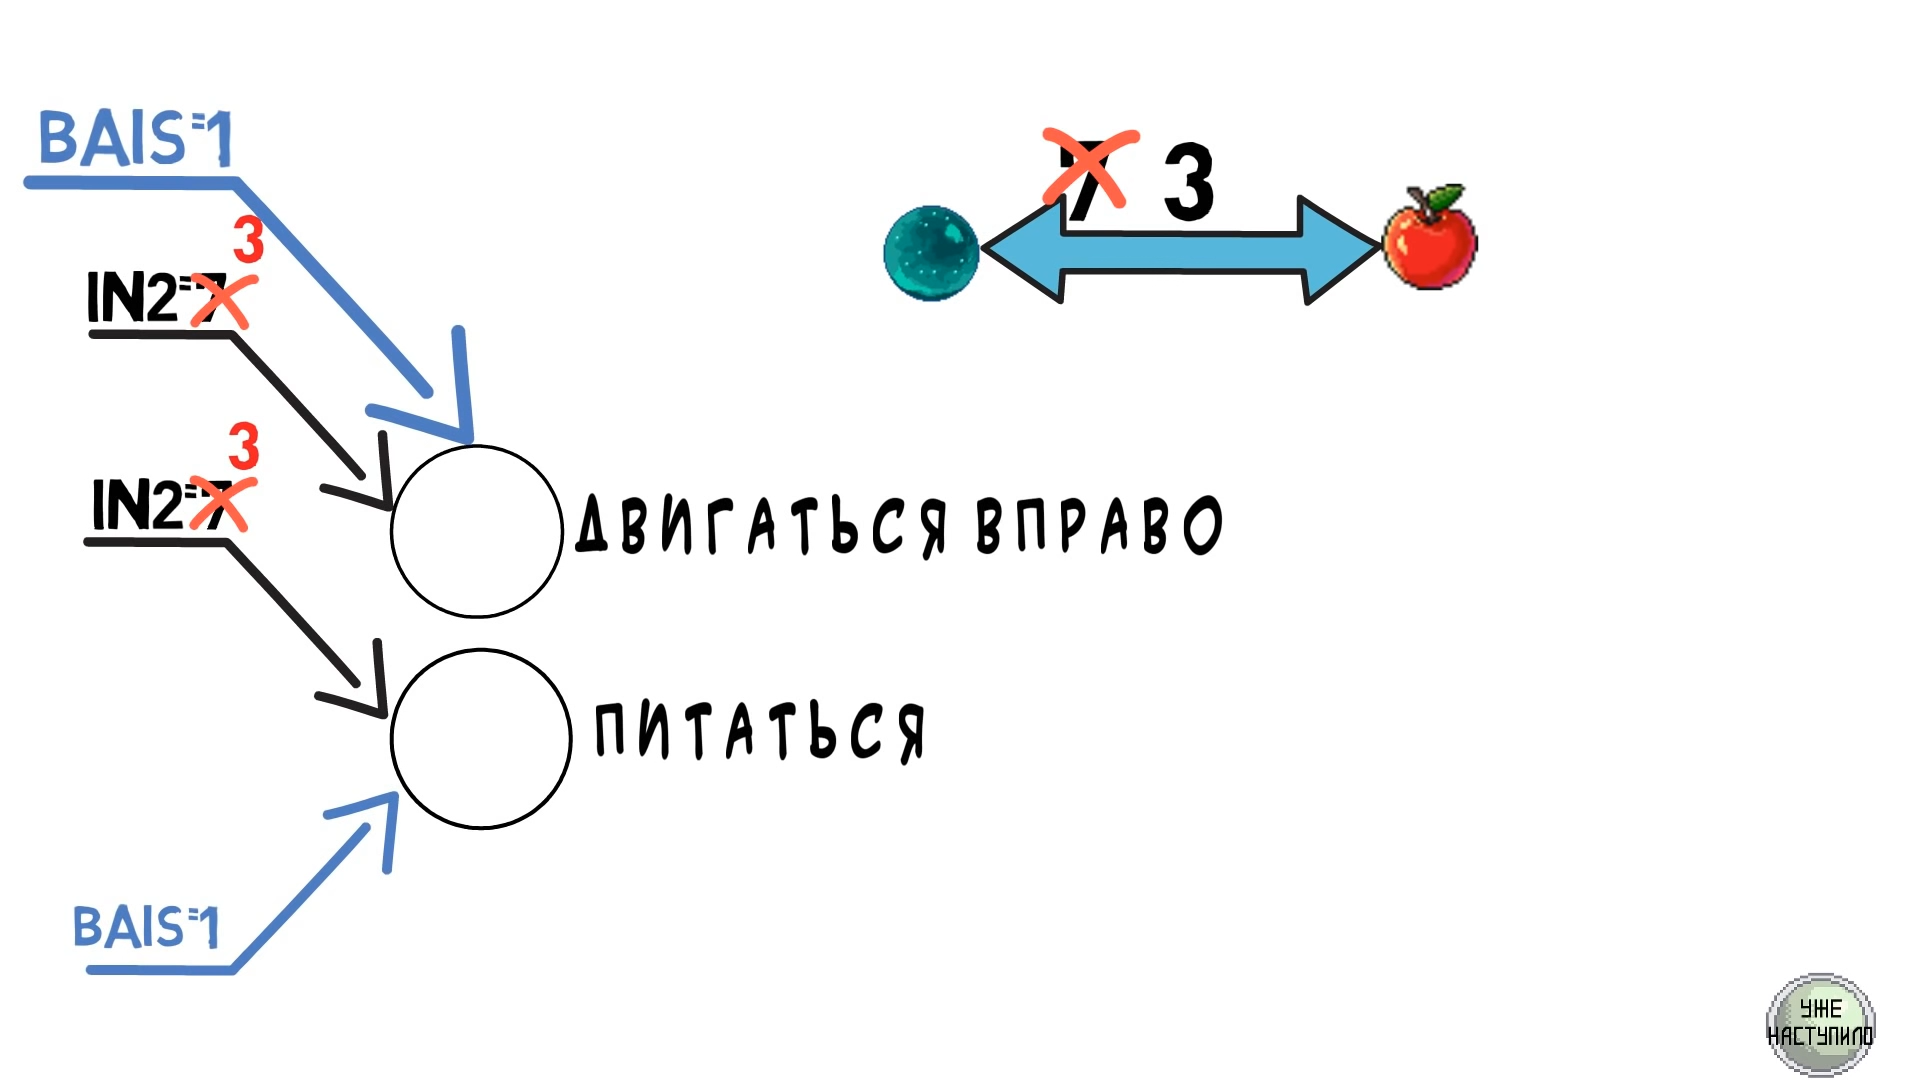 BAIS=1
7 3
3
IN2=7
3
IN2=7
ДВИГАТЬСЯ ВПРАВО
ПИТАТЬСЯ
BAIS=1
УЖЕ
НАСТУПИЛО